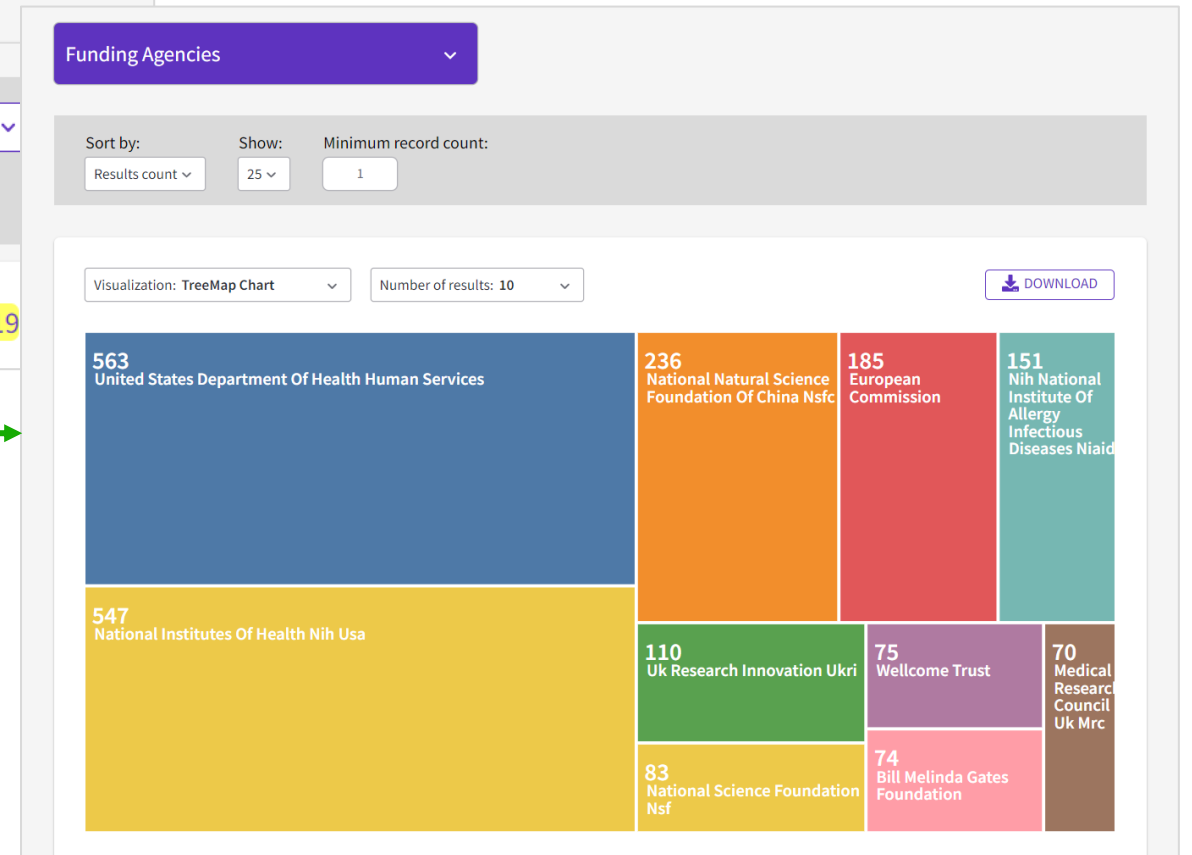 Funding Agencies
Sort by:
Show:
Minimum record count:
Results count
25
1
Visualization: TreeMap Chart
Number of results: 10
DOWNLOAD
.9
563
United States Department Of Health Human Services
236
National Natural Science
Foundation Of China Nsfc
185
European
Commission
151
Nih National
Institute Of
Allergy
Infectious
Diseases Niaid
547
National Institutes Of Health Nih Usa
110
Uk Research Innovation Ukri
75
Wellcome Trust
70
Medical
Research
Council
Uk Mrc
83
National Science Foundation
Nsf
74
Bill Melinda Gates
Foundation